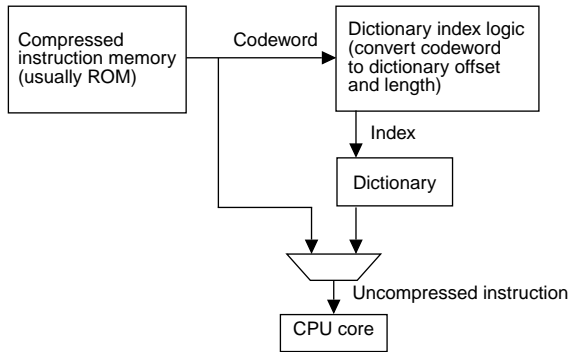 Compressed
instruction memory
(usually ROM)
Codeword
Dictionary index logic
(convert codeword
to dictionary offset
and length)
Index
Dictionary
Uncompressed instruction
CPU core